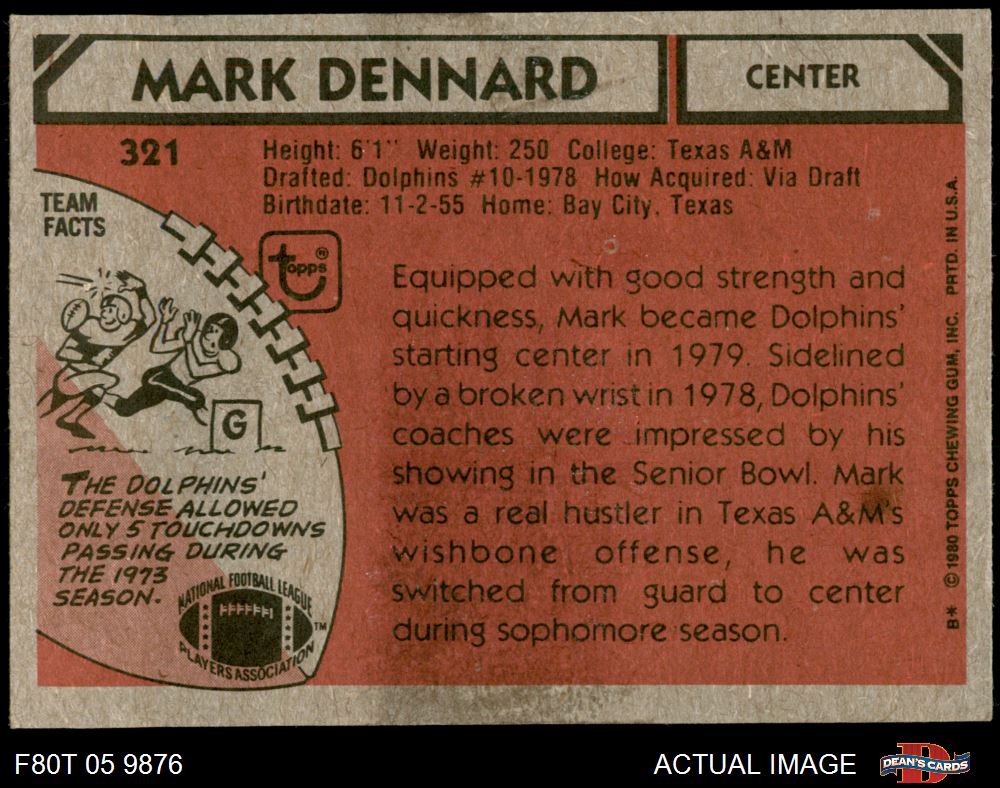 MARK DENNARD
CENTER
321
Height: 6'1" Weight: 250 College: Texas A&M
Drafted: Dolphins #10-1978 How Acquired: Via Draft
Birthdate: 11-2-55 Home: Bay City, Texas
TEAM
FACTS
topps®
G
THE DOLPHINS'
DEFENSE ALLOWED
ONLY 5 TOUCHDOWNS
PASSING DURING
THE 1973
SEASON.
NATIONAL FOOTBALL LEAGUE
PLAYERS ASSOCIATION
TM
Equipped with good strength and
quickness, Mark became Dolphins'
starting center in 1979. Sidelined
by a broken wrist in 1978, Dolphins'
coaches were impressed by his
showing in the Senior Bowl. Mark
was a real hustler in Texas A&M's
wishbone offense, he was
switched from guard to center
during sophomore season.
B* © 1980 TOPPS CHEWING GUM, INC. PRTD. IN U.S.A.
F80T 05 9876
ACTUAL IMAGE
DEAN'S CARDS